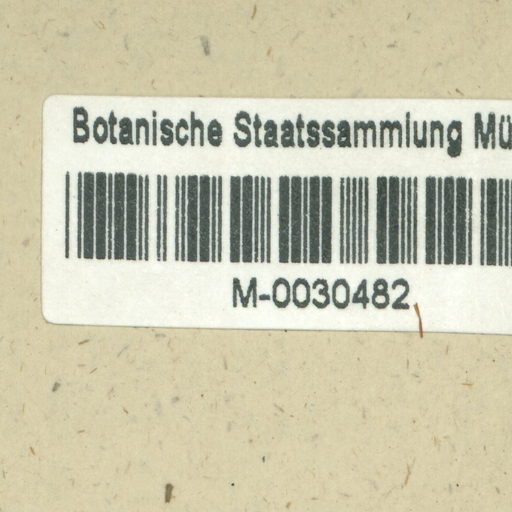 Botanische Staatssammlung Mü
M-0030482